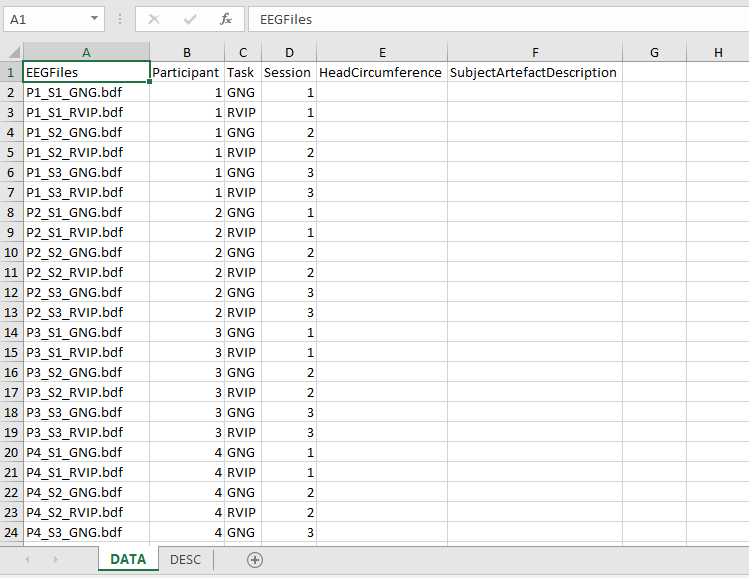 A1 fx EEGFiles
A B C D E F G H
1 EEGFiles Participant Task Session HeadCircumference SubjectArtefactDescription
2 P1_S1_GNG.bdf 1 GNG 1
3 P1_S1_RVIP.bdf 1 RVIP 1
4 P1_S2_GNG.bdf 1 GNG 2
5 P1_S2_RVIP.bdf 1 RVIP 2
6 P1_S3_GNG.bdf 1 GNG 3
7 P1_S3_RVIP.bdf 1 RVIP 3
8 P2_S1_GNG.bdf 2 GNG 1
9 P2_S1_RVIP.bdf 2 RVIP 1
10 P2_S2_GNG.bdf 2 GNG 2
11 P2_S2_RVIP.bdf 2 RVIP 2
12 P2_S3_GNG.bdf 2 GNG 3
13 P2_S3_RVIP.bdf 2 RVIP 3
14 P3_S1_GNG.bdf 3 GNG 1
15 P3_S1_RVIP.bdf 3 RVIP 1
16 P3_S2_GNG.bdf 3 GNG 2
17 P3_S2_RVIP.bdf 3 RVIP 2
18 P3_S3_GNG.bdf 3 GNG 3
19 P3_S3_RVIP.bdf 3 RVIP 3
20 P4_S1_GNG.bdf 4 GNG 1
21 P4_S1_RVIP.bdf 4 RVIP 1
22 P4_S2_GNG.bdf 4 GNG 2
23 P4_S2_RVIP.bdf 4 RVIP 2
24 P4_S3_GNG.bdf 4 GNG 3
DATA DESC